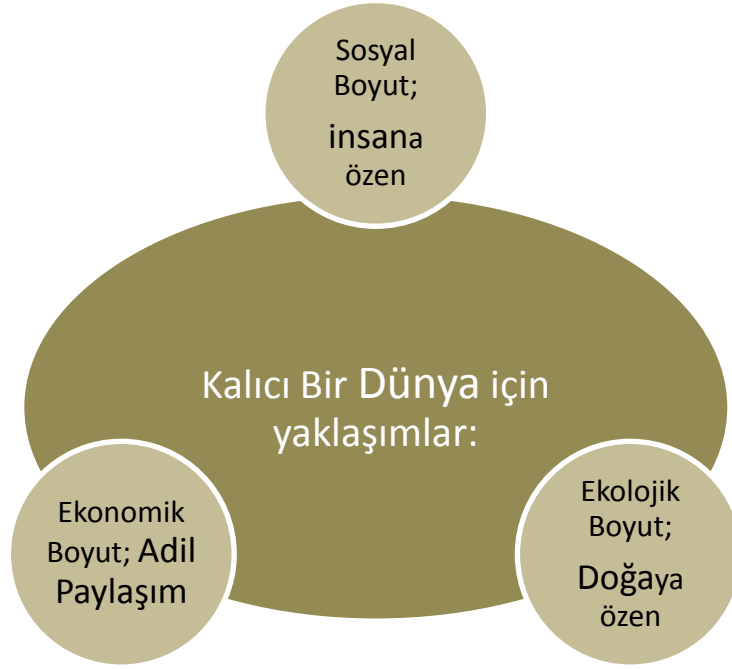 Sosyal
Boyut;
insana
özen
Kalıcı Bir Dünya için
yaklaşımlar:
Ekonomik
Boyut; Adil
Paylaşım
Ekolojik
Boyut;
Doğaya
özen